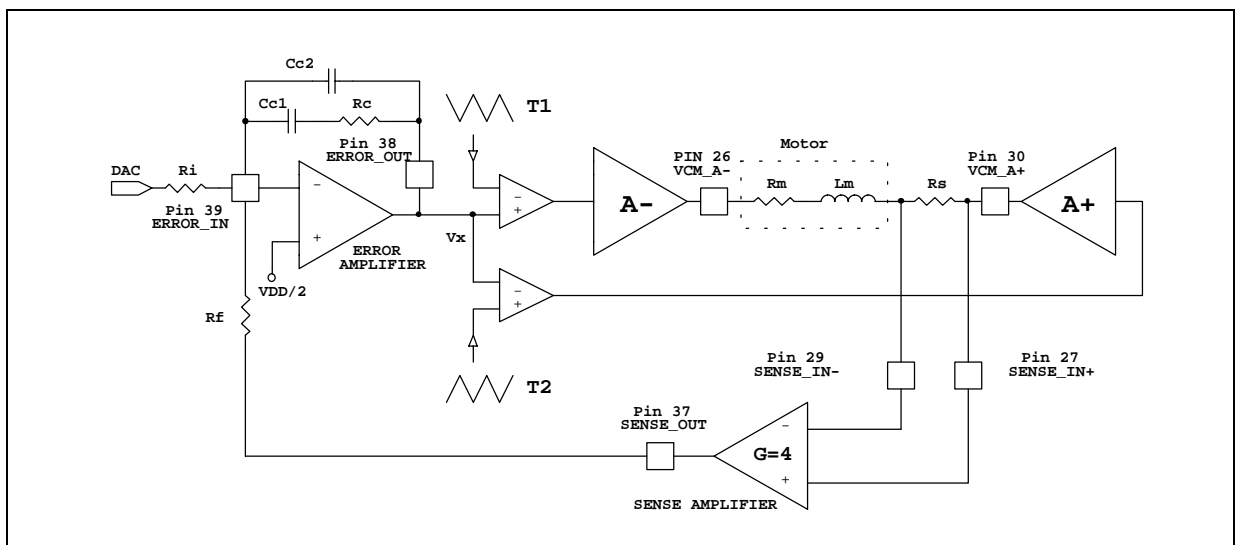 Cc2
Cc1
Rc
T1
Pin 38
ERROR_OUT
Motor
DAC
Ri
PIN 26
VCM_A-
Pin 30
VCM_A+
Rm
Lm
Rs
-
-
+
A-
A+
Pin 39
ERROR_IN
+
Vx
ERROR
AMPLIFIER
VDD/2
-
+
Rf
Pin 29
SENSE_IN-
Pin 27
SENSE_IN+
T2
Pin 37
SENSE_OUT
-
G=4
+
SENSE AMPLIFIER